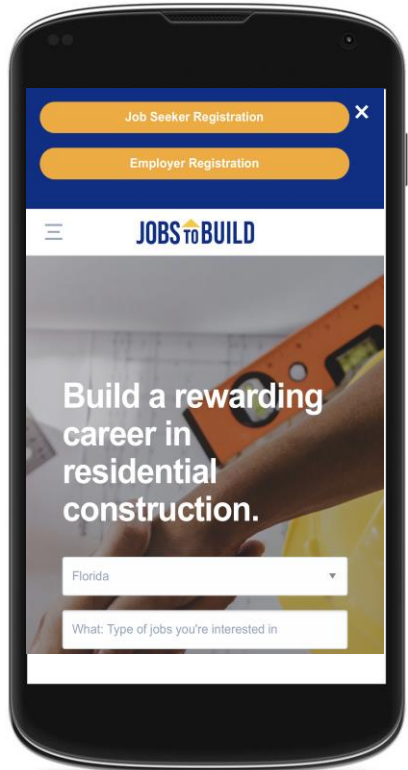 Job Seeker Registration
Employer Registration
JOBS TO BUILD
Build a rewarding
career in
residential
construction.
Florida
What: Type of jobs you're interested in